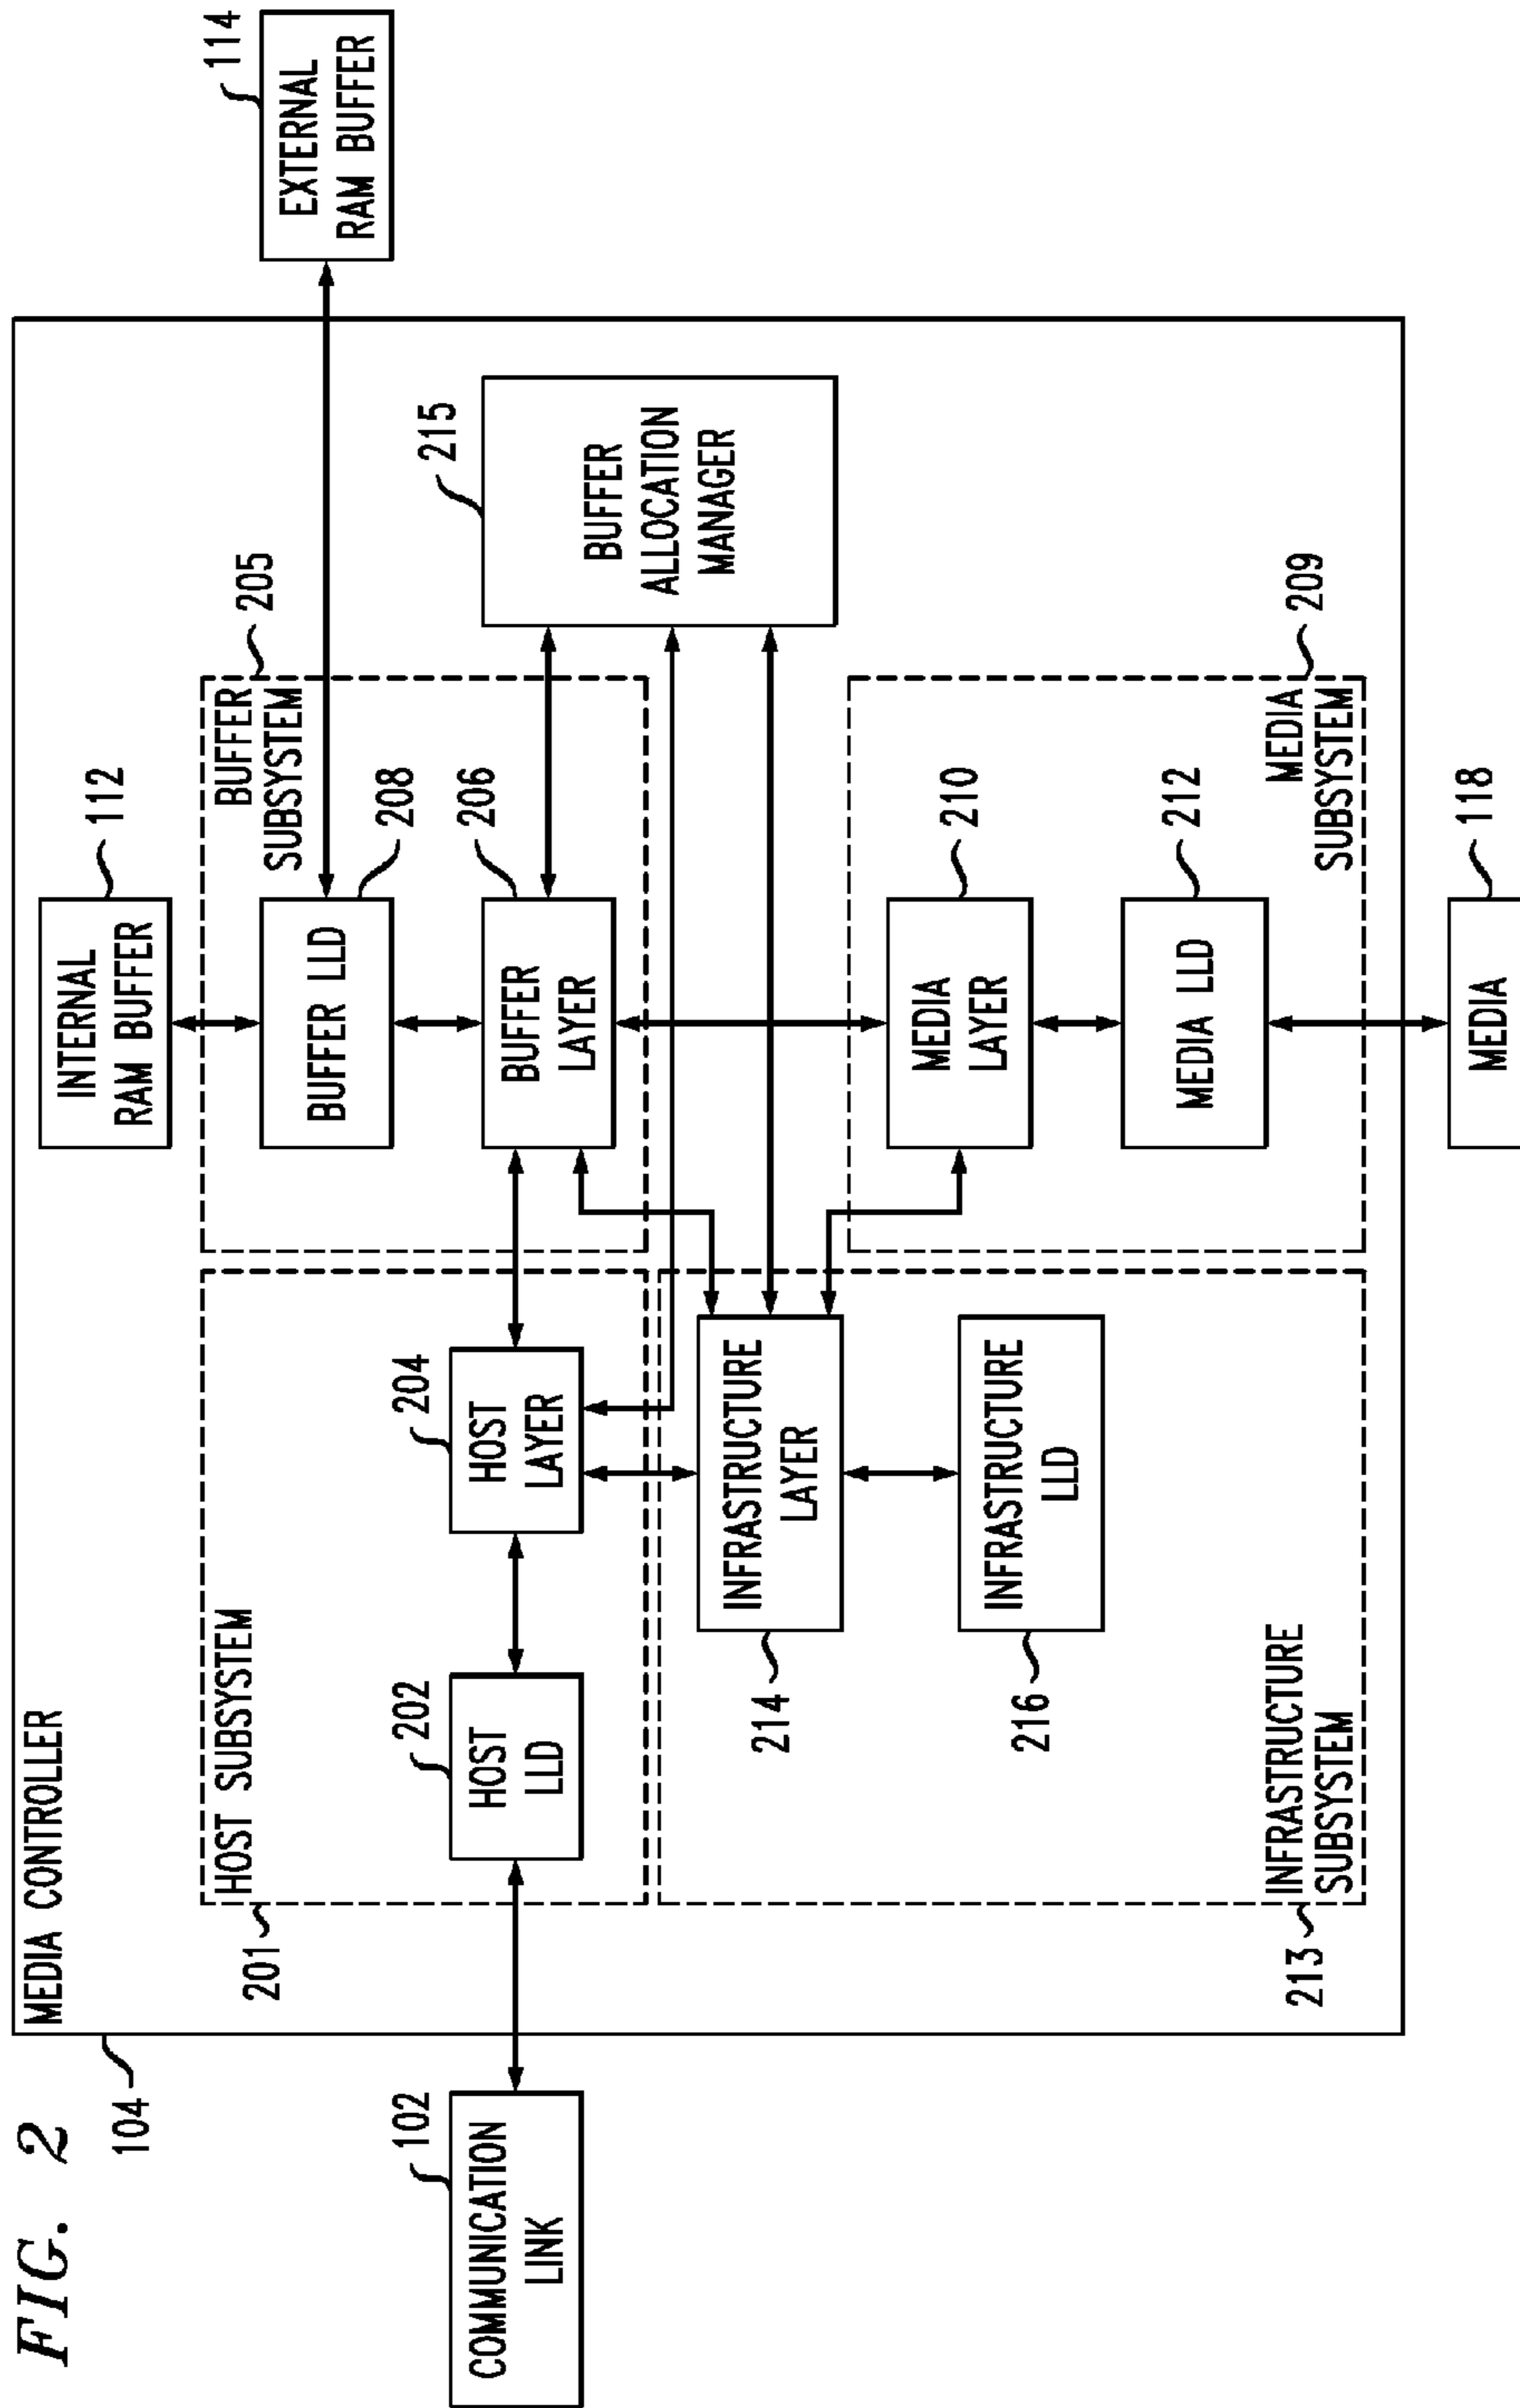 FIG. 2
MEDIA CONTROLLER
104
COMMUNICATION
LINK
102
HOST SUBSYSTEM
201
HOST
LLD
202
HOST
LAYER
204
INTERNAL
RAM BUFFER
112
BUFFER
SUBSYSTEM
205
BUFFER LLD
208
BUFFER
LAYER
206
EXTERNAL
RAM BUFFER
114
BUFFER
ALLOCATION
MANAGER
215
INFRASTRUCTURE
LAYER
214
INFRASTRUCTURE
LLD
216
INFRASTRUCTURE
SUBSYSTEM
213
MEDIA
LAYER
210
MEDIA LLD
212
MEDIA
SUBSYSTEM
209
MEDIA
118